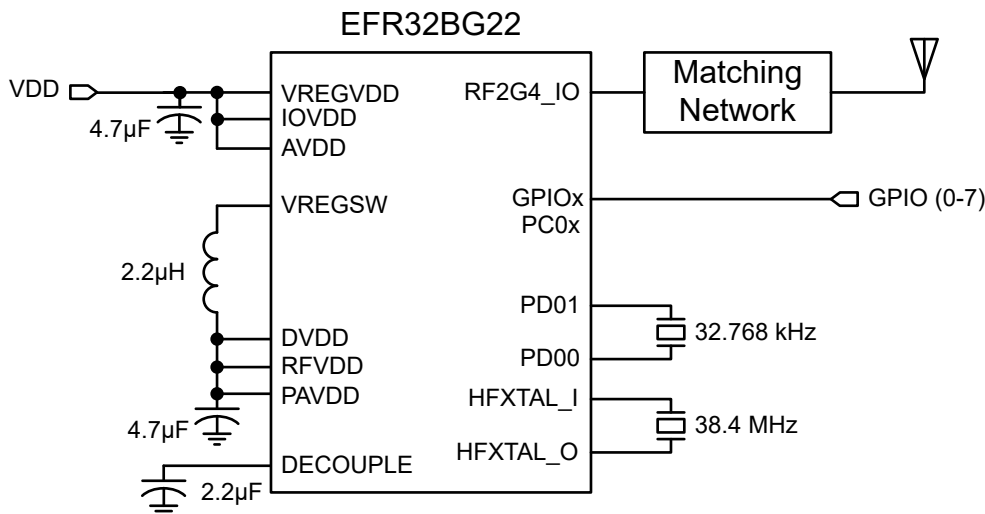 EFR32BG22
VDD
4.7µF
VREGVDD
IOVDD
AVDD
VREGSW
2.2µH
DVDD
RFVDD
PAVDD
4.7µF
DECOUPLE
2.2µF
RF2G4_IO
Matching
Network
GPIOx
PC0x
GPIO (0-7)
PD01
PD00
32.768 kHz
HFXTAL_I
HFXTAL_O
38.4 MHz